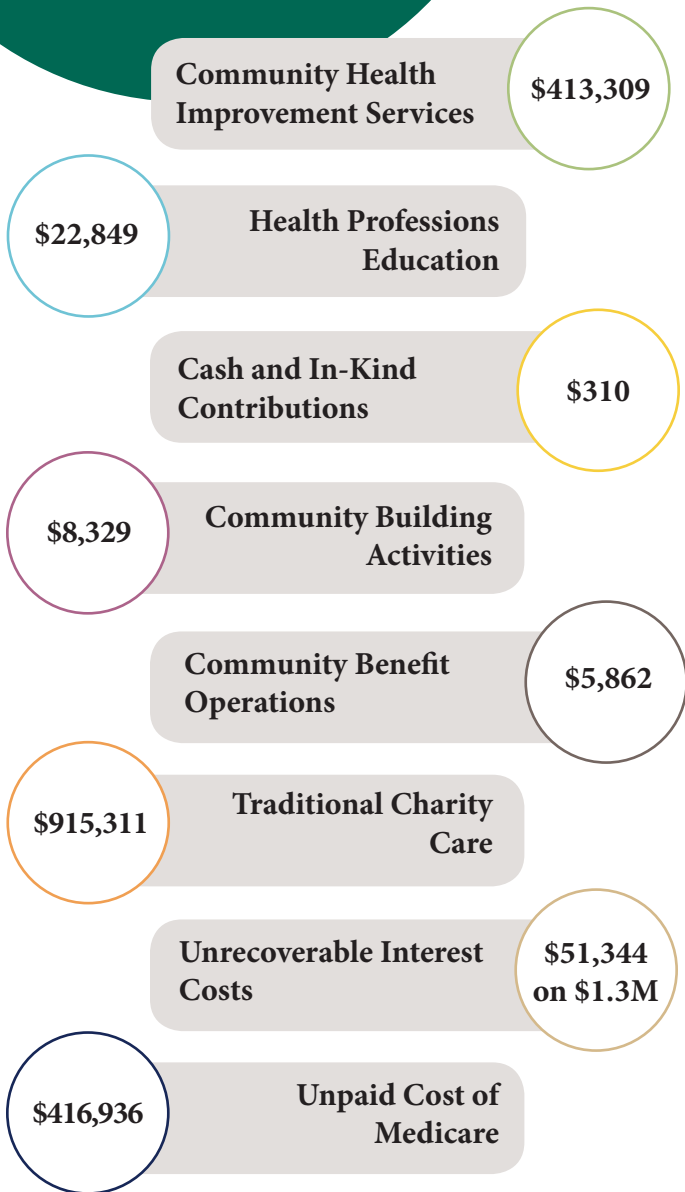 Community Health
Improvement Services
$413,309
$22,849
Health Professions
Education
Cash and In-Kind
Contributions
$310
$8,329
Community Building
Activities
Community Benefit
Operations
$5,862
$915,311
Traditional Charity
Care
Unrecoverable Interest
Costs
$51,344
on $1.3M
$416,936
Unpaid Cost of
Medicare